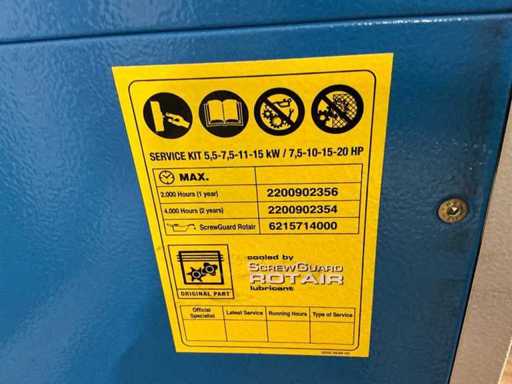 SERVICE KIT 5,5-7,5-11-15 kW / 7,5-10-15-20 HP
MAX.
2.000 Hours (1 year) 2200902356
4.000 Hours (2 years) 2200902354
ScrewGuard Rotair 6215714000
cooled by
SCREWGUARD
ROTAIR
lubricant
ORIGINAL PART
Official Specialist Latest Service Running Hours Type of Service